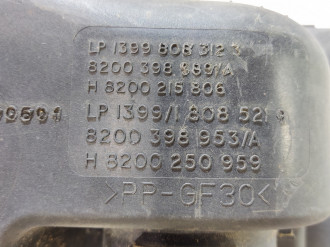 LP 1399 808 312 3
8200 398 989/A
H 8200 215 806
LP 1399/1 808 521
8200 398 953/A
H 8200 250 959
>PP-GF30<